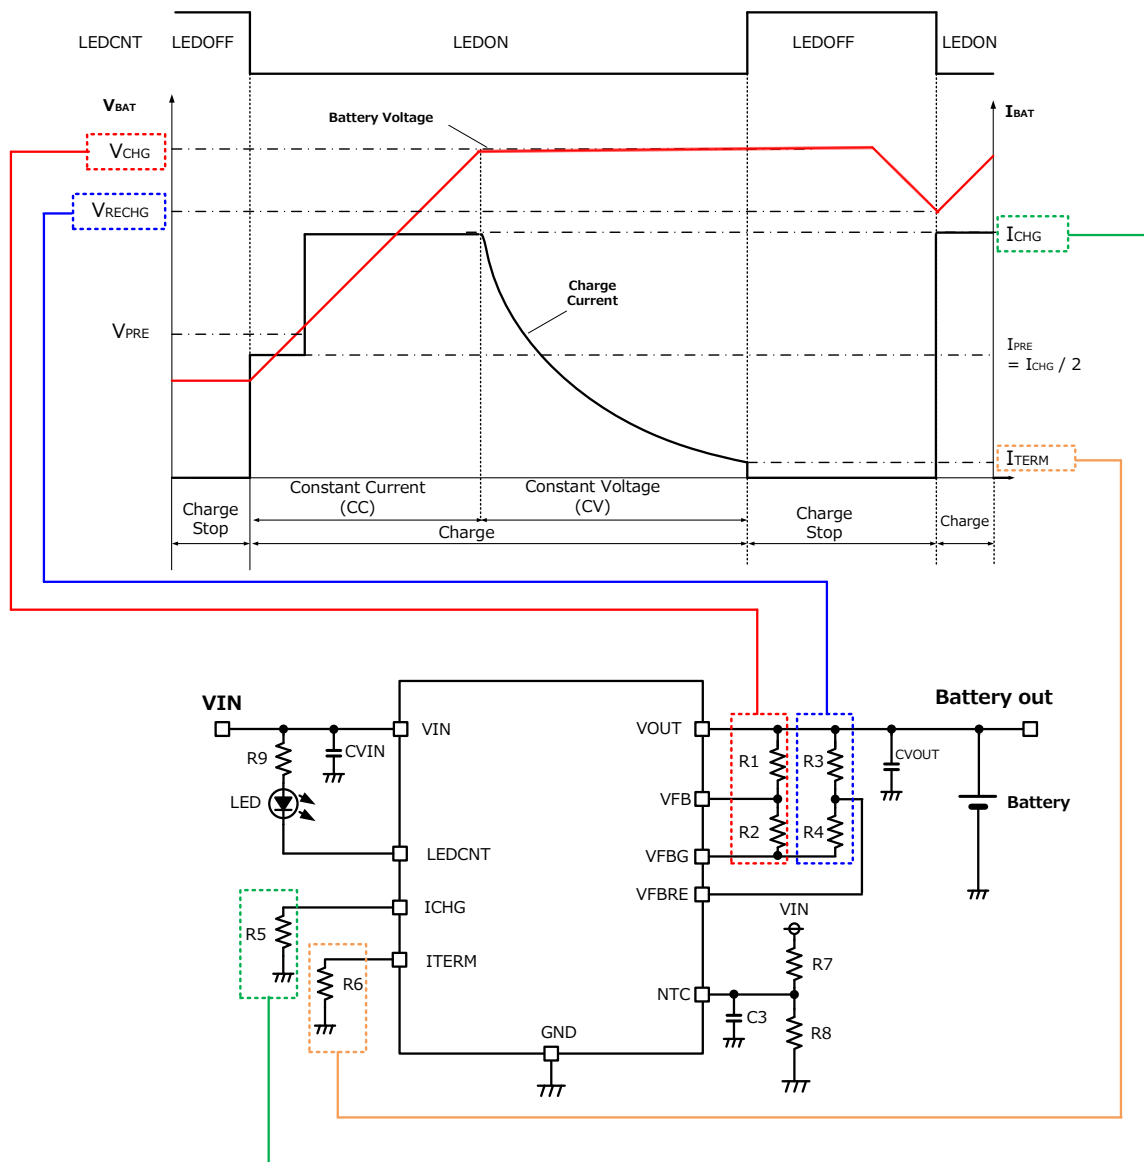 LEDCNT LEDOFF LEDON LEDOFF LEDON
VBAT IBAT
Battery Voltage
VCHG
VRECHG
ICHG
Charge
Current
VPRE
IPRE
= ICHG / 2
ITERM
Constant Current
(CC)
Constant Voltage
(CV)
Charge
Stop
Charge
Charge
Stop
Charge
VIN
Battery out
VIN
VOUT
R9
CVIN
R1
R3
CVOUT
LED
VFB
Battery
R2
R4
LEDCNT
VFBG
VFBRE
ICHG
VIN
R5
ITERM
R6
R7
NTC
C3
R8
GND